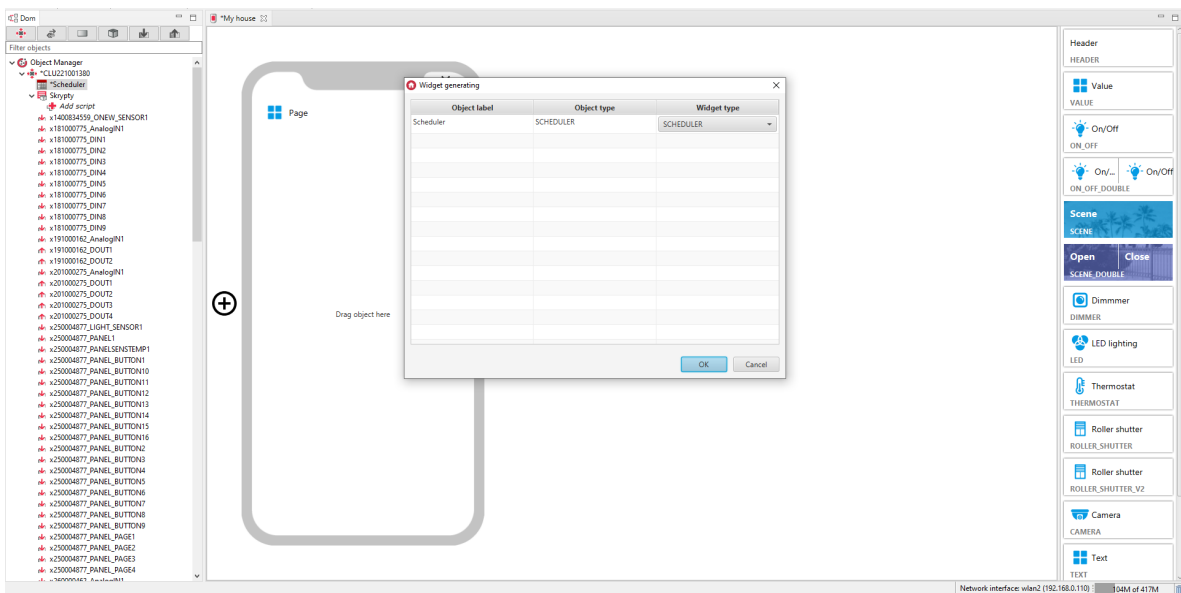 Dom
*My house
Filter objects
Object Manager
*CLU221001380
*Scheduler
Skrypty
Add script
x1400834559_ONEW_SENSOR1
x181000775_AnalogIN1
x181000775_DIN1
x181000775_DIN2
x181000775_DIN3
x181000775_DIN4
x181000775_DIN5
x181000775_DIN6
x181000775_DIN7
x181000775_DIN8
x181000775_DIN9
x191000162_AnalogIN1
x191000162_DOUT1
x191000162_DOUT2
x201000275_AnalogIN1
x201000275_DOUT1
x201000275_DOUT2
x201000275_DOUT3
x201000275_DOUT4
x250004877_LIGHT_SENSOR1
x250004877_PANEL1
x250004877_PANELSENSTEMP1
x250004877_PANEL_BUTTON1
x250004877_PANEL_BUTTON10
x250004877_PANEL_BUTTON11
x250004877_PANEL_BUTTON12
x250004877_PANEL_BUTTON13
x250004877_PANEL_BUTTON14
x250004877_PANEL_BUTTON15
x250004877_PANEL_BUTTON16
x250004877_PANEL_BUTTON2
x250004877_PANEL_BUTTON3
x250004877_PANEL_BUTTON4
x250004877_PANEL_BUTTON5
x250004877_PANEL_BUTTON6
x250004877_PANEL_BUTTON7
x250004877_PANEL_BUTTON8
x250004877_PANEL_BUTTON9
x250004877_PANEL_PAGE1
x250004877_PANEL_PAGE2
x250004877_PANEL_PAGE3
x250004877_PANEL_PAGE4
Page
Drag object here
Widget generating
Object label Object type Widget type
Scheduler SCHEDULER SCHEDULER
OK Cancel
Header
HEADER
Value
VALUE
On/Off
ON_OFF
On/... On/Off
ON_OFF_DOUBLE
Scene
SCENE
Open Close
SCENE_DOUBLE
Dimmmer
DIMMER
LED lighting
LED
Thermostat
THERMOSTAT
Roller shutter
ROLLER_SHUTTER
Roller shutter
ROLLER_SHUTTER_V2
Camera
CAMERA
Text
TEXT
Network interface: wlan2 (192.168.0.110) 104M of 417M